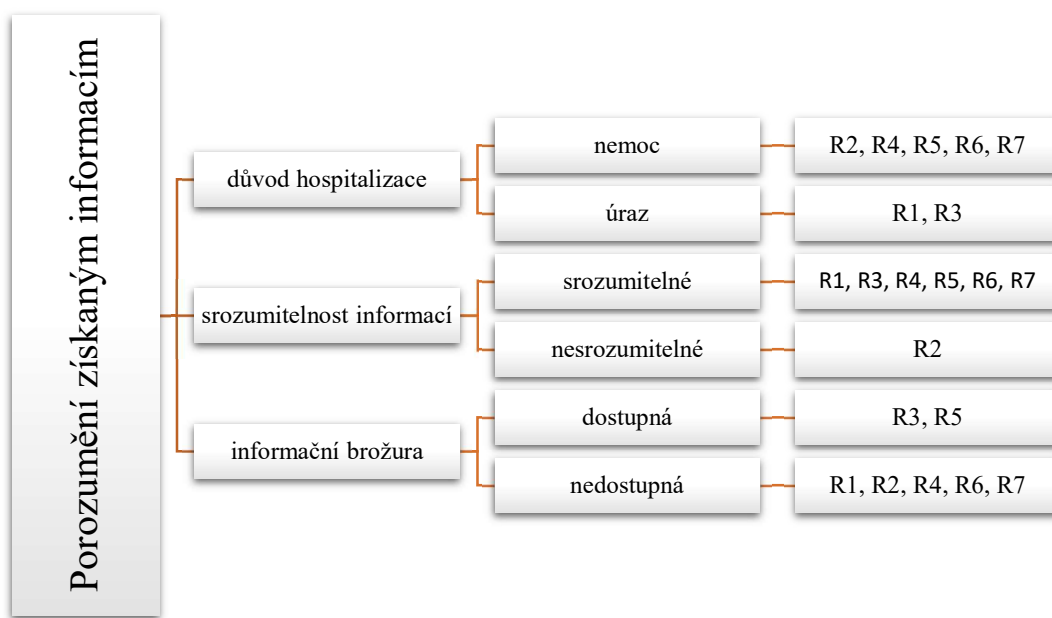 Porozumění získaným informacím
důvod hospitalizace
nemoc
R2, R4, R5, R6, R7
úraz
R1, R3
srozumitelnost informací
srozumitelné
R1, R3, R4, R5, R6, R7
nesrozumitelné
R2
informační brožura
dostupná
R3, R5
nedostupná
R1, R2, R4, R6, R7